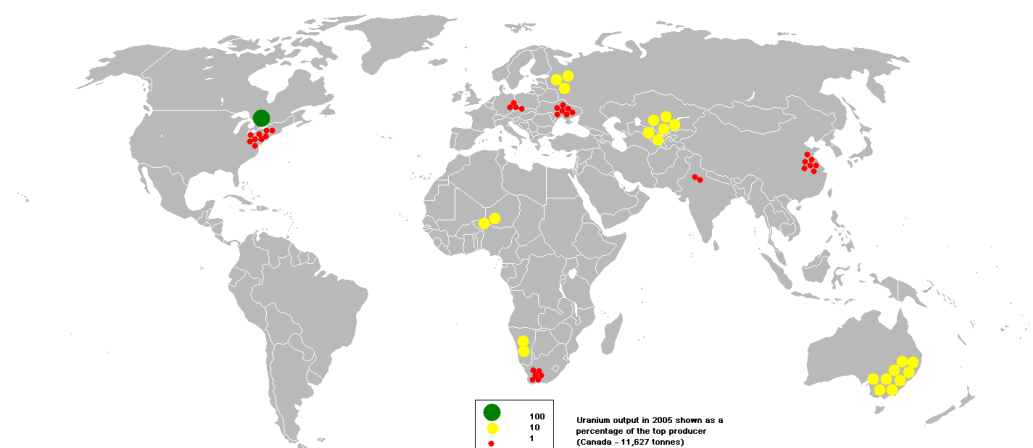 100
10
1
Uranium output in 2005 shown as a
percentage of the top producer
(Canada - 11,627 tonnes)